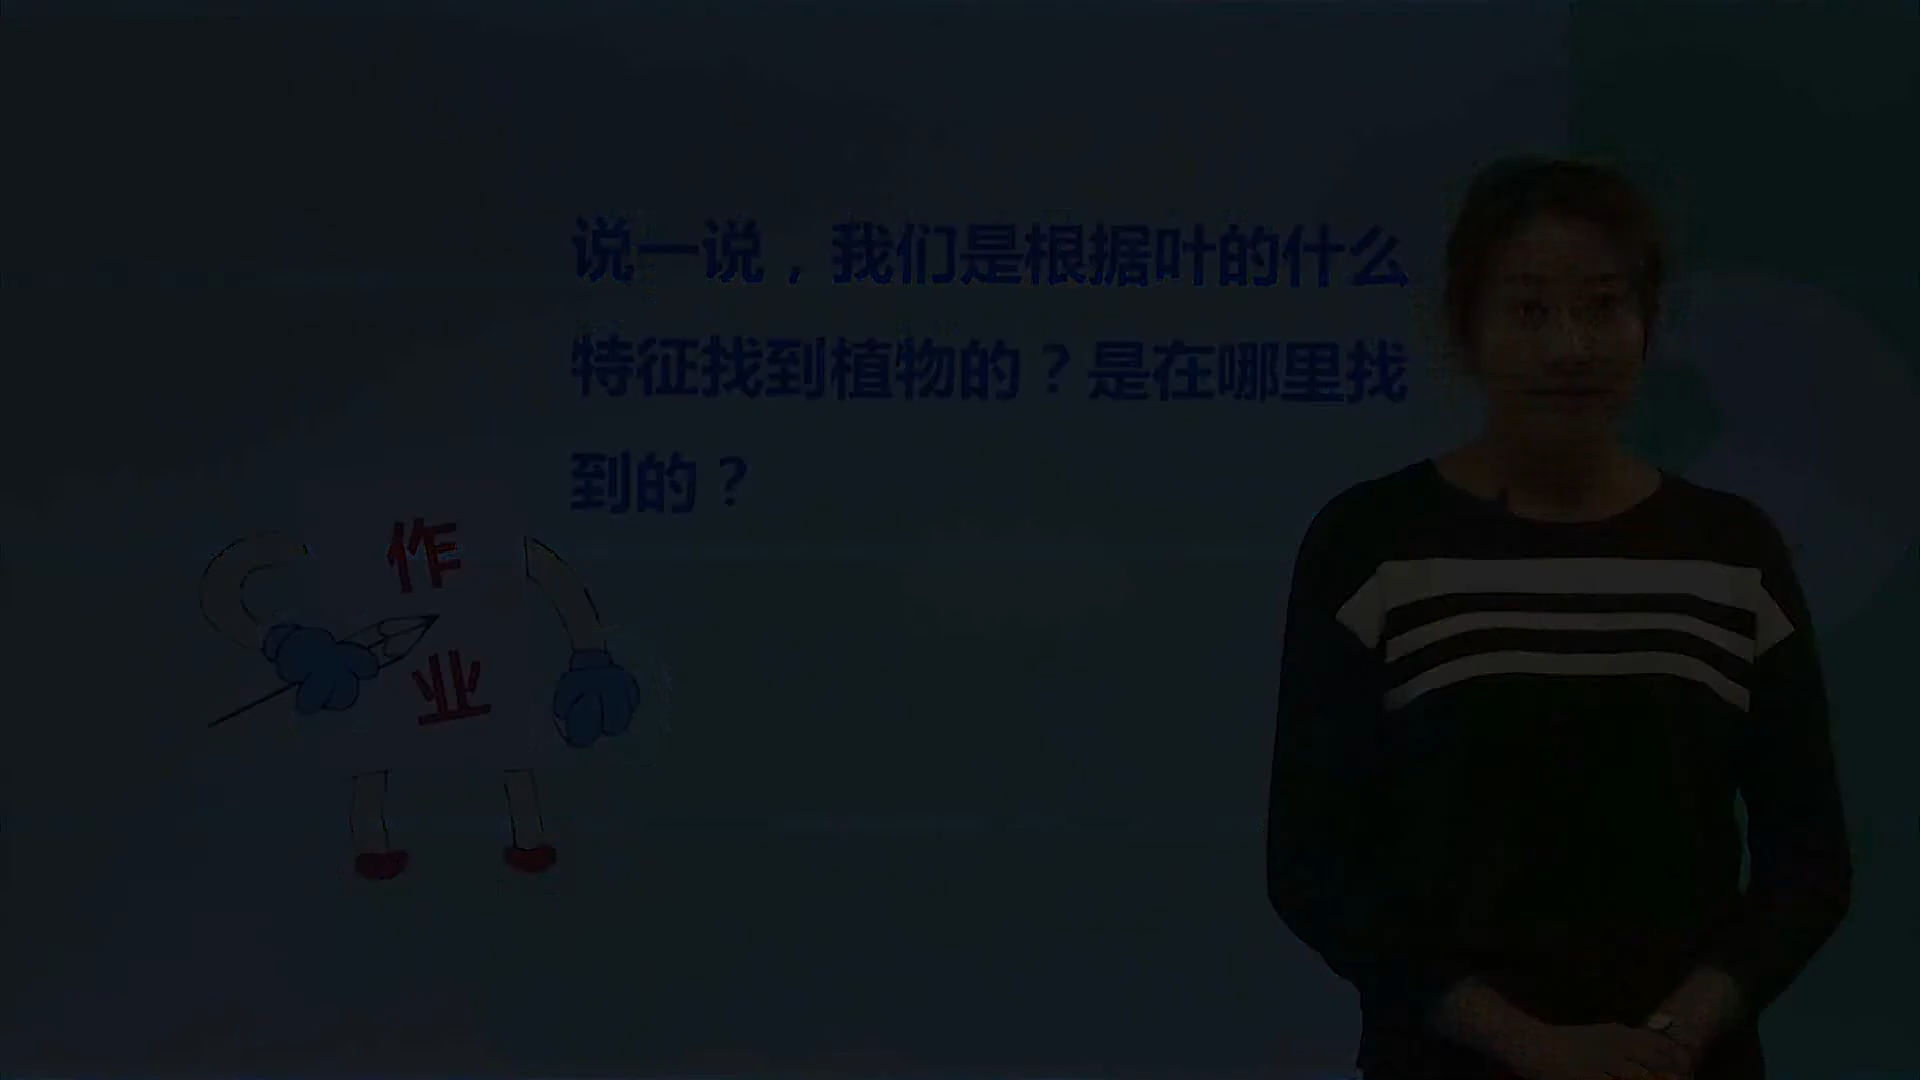 说一说，我们是根据叶的什么
特征找到植物的？是在哪里找
到的？
作
业